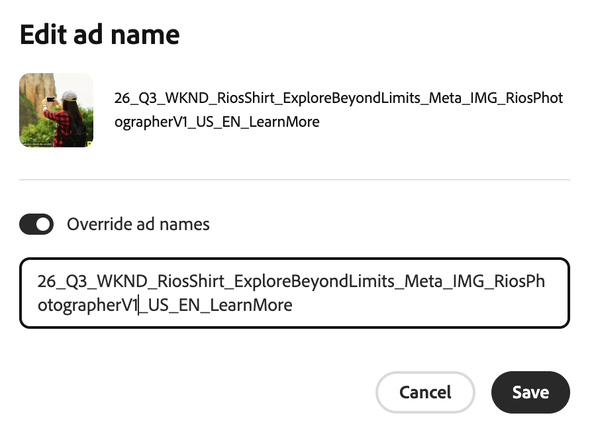 Edit ad name
26_Q3_WKND_RiosShirt_ExploreBeyondLimits_Meta_IMG_RiosPhot
ographerV1_US_EN_LearnMore
Override ad names
26_Q3_WKND_RiosShirt_ExploreBeyondLimits_Meta_IMG_RiosPh
otographerV1_US_EN_LearnMore
Cancel
Save